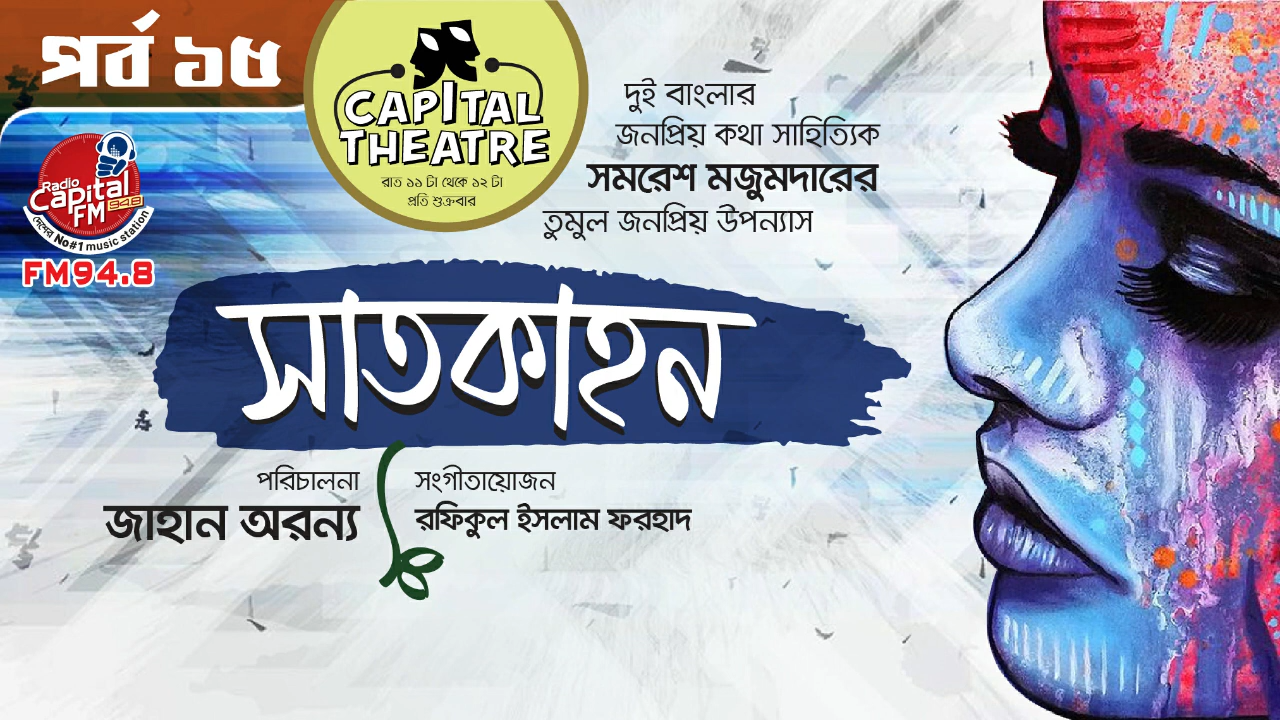 পর্ব ১৫
CAPITAL
THEATRE
রাত ১১ টা থেকে ১২ টা
প্রতি শুক্রবার
Radio
Capital
FM 94.8
দেশের No#1 music station
FM94.8
দুই বাংলার
জনপ্রিয় কথা সাহিত্যিক
সমরেশ মজুমদারের
তুমুল জনপ্রিয় উপন্যাস
সাতকাহন
পরিচালনা
জাহান অরন্য
সংগীতায়োজন
রফিকুল ইসলাম ফরহাদ